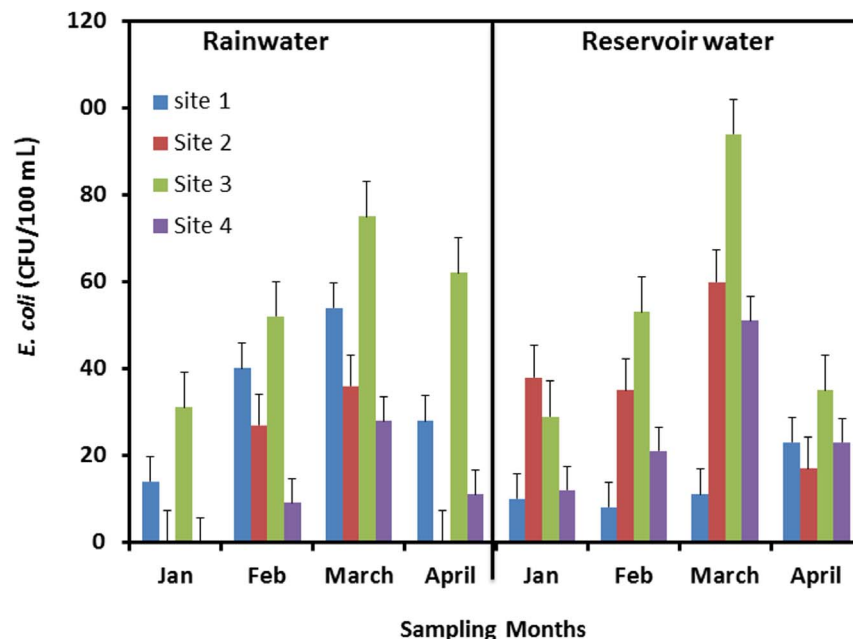 Rainwater
Reservoir water
site 1
Site 2
Site 3
Site 4
E. coli (CFU/100 mL)
120
00
80
60
40
20
0
Jan Feb March April Jan Feb March April
Sampling Months